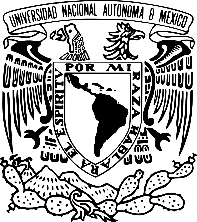 UNIVERSIDAD NACIONAL AUTONOMA DE MEXICO
POR MI RAZA HABLARA EL ESPIRITU